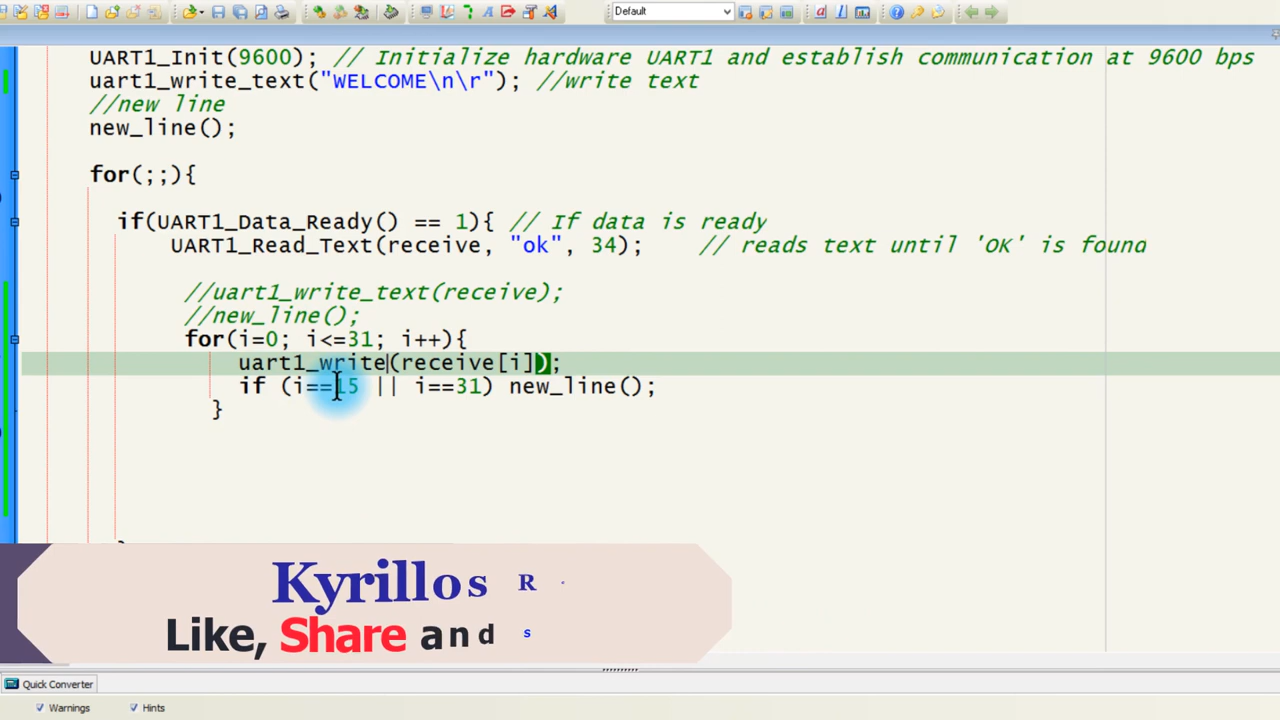 Default
UART1_Init(9600); // Initialize hardware UART1 and establish communication at 9600 bps
uart1_write_text("WELCOME\n\r"); //write text
//new line
new_line();
for(;;){
if(UART1_Data_Ready() == 1){ // If data is ready
UART1_Read_Text(receive, "ok", 34); // reads text until 'OK' is found
//uart1_write_text(receive);
//new_line();
for(i=0; i<=31; i++){
uart1_write(receive[i]);
if (i==15 || i==31) new_line();
}
Kyrillos R
Like, Share and s
Quick Converter
Warnings Hints